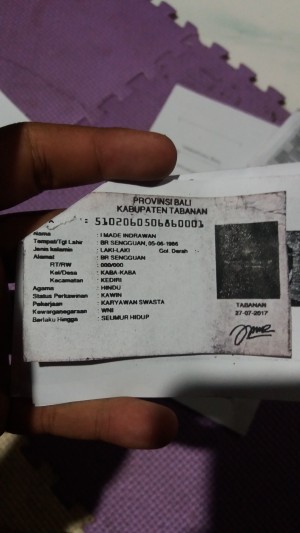 PROVINSI BALI
KABUPATEN TABANAN
: 5102060506860001
Nama : I MADE INDRAWAN
Tempat/Tgl Lahir : BR SENGGUAN, 05-06-1986
Jenis kelamin : LAKI-LAKI Gol. Darah :
Alamat : BR SENGGUAN
RT/RW : 000/000
Kel/Desa : KABA-KABA
Kecamatan : KEDIRI
Agama : HINDU
Status Perkawinan : KAWIN
Pekerjaan : KARYAWAN SWASTA
Kewarganegaraan : WNI
Berlaku Hingga : SEUMUR HIDUP
TABANAN
27-07-2017